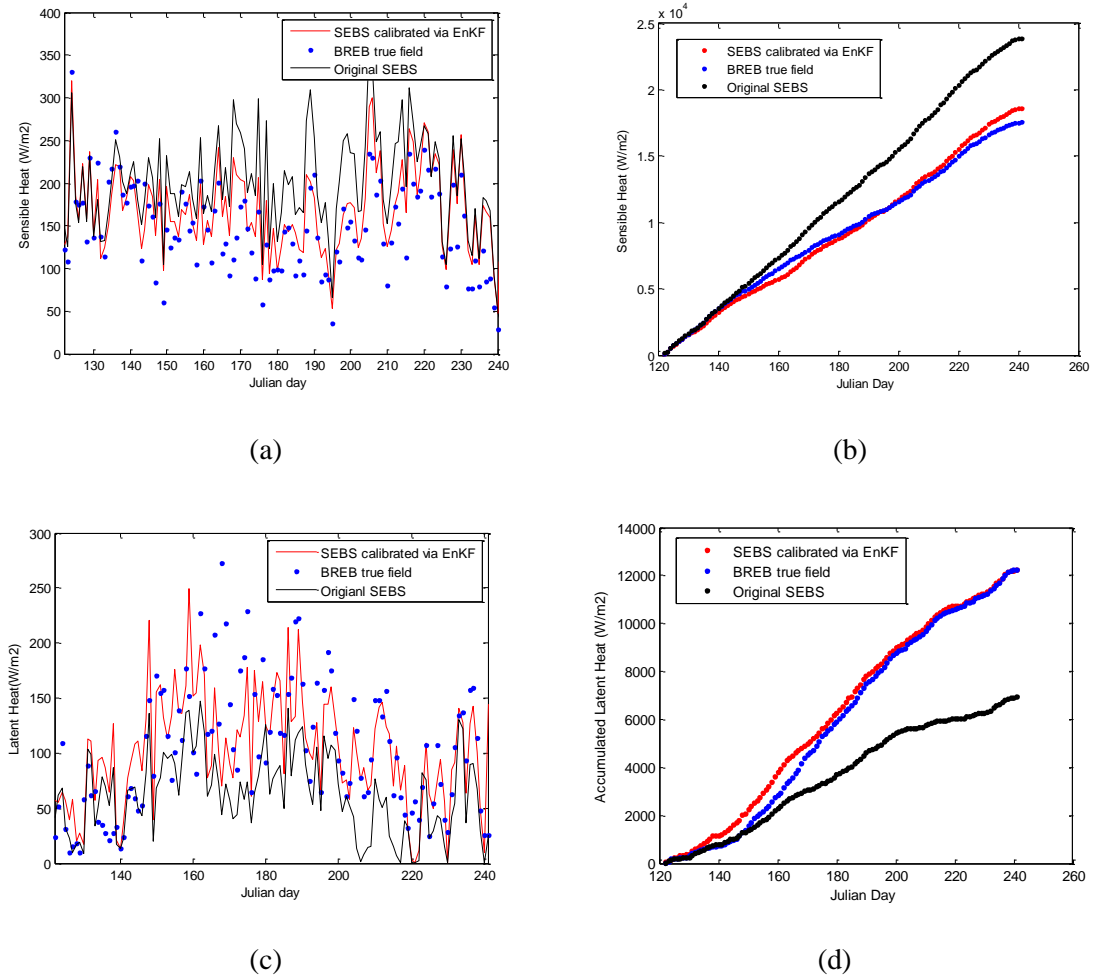 400
350
300
250
200
150
100
50
0
Sensible Heat (W/m2)
SEBS calibrated via EnKF
BREB true field
Original SEBS
130 140 150 160 170 180 190 200 210 220 230 240
Julian day
(a)
x 10^4
2.5
2
1.5
1
0.5
0
Sensible Heat (W/m2)
SEBS calibrated via EnKF
BREB true field
Original SEBS
120 140 160 180 200 220 240 260
Julian Day
(b)
300
250
200
150
100
50
0
Latent Heat(W/m2)
SEBS calibrated via EnKF
BREB true field
Origianl SEBS
140 160 180 200 220 240
Julian day
(c)
14000
12000
10000
8000
6000
4000
2000
0
Accumulated Latent Heat (W/m2)
SEBS calibrated via EnKF
BREB true field
Original SEBS
120 140 160 180 200 220 240 260
Julian Day
(d)